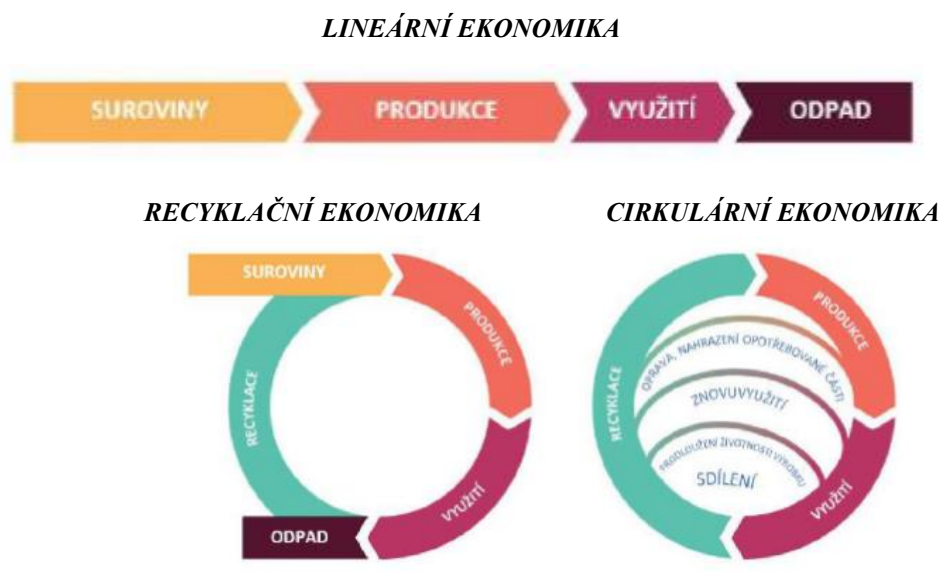 LINEÁRNÍ EKONOMIKA
SUROVINY
PRODUKCE
VYUŽITÍ
ODPAD
RECYKLAČNÍ EKONOMIKA
CIRKULÁRNÍ EKONOMIKA
SUROVINY
PRODUKCE
RECYKLACE
VYUŽITÍ
ODPAD
PRODUKCE
OPRAVA, NAHRAZENÍ OPOTŘEBOVANÉ ČÁSTI
RECYKLACE
ZNOVUVYUŽITÍ
PRODLOUŽENÍ ŽIVOTNOSTI VÝROBKU
SDÍLENÍ
VYUŽITÍ